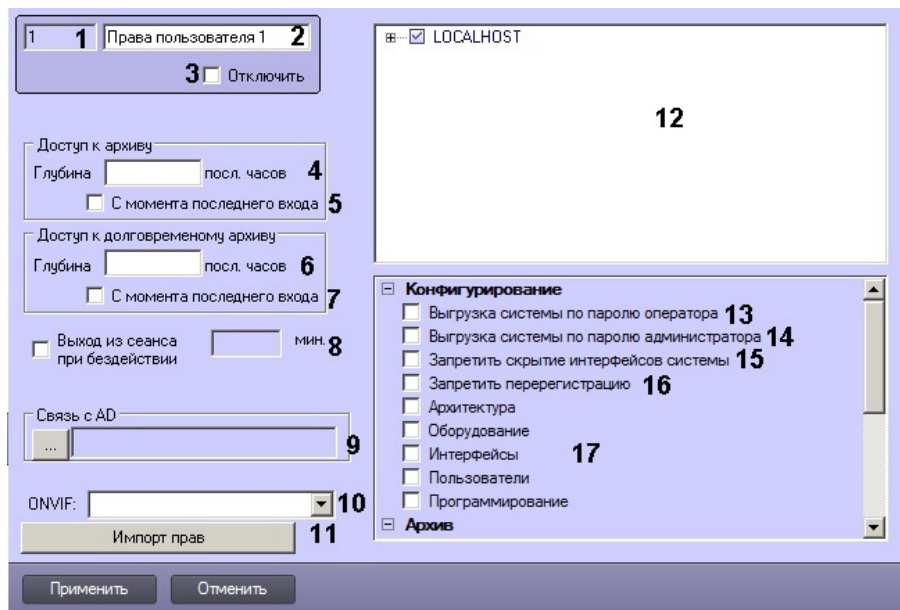 1 1 Права пользователя 1 2
3 Отключить
Доступ к архиву
Глубина посл. часов 4
С момента последнего входа 5
Доступ к долговременому архиву
Глубина посл. часов 6
С момента последнего входа 7
Выход из сеанса
при бездействии
мин. 8
Связь с AD
... 9
ONVIF: 10
Импорт прав 11
LOCALHOST
12
Конфигурирование
Выгрузка системы по паролю оператора 13
Выгрузка системы по паролю администратора 14
Запретить скрытие интерфейсов системы 15
Запретить перерегистрацию 16
Архитектура
Оборудование
Интерфейсы 17
Пользователи
Программирование
Архив
Применить Отменить